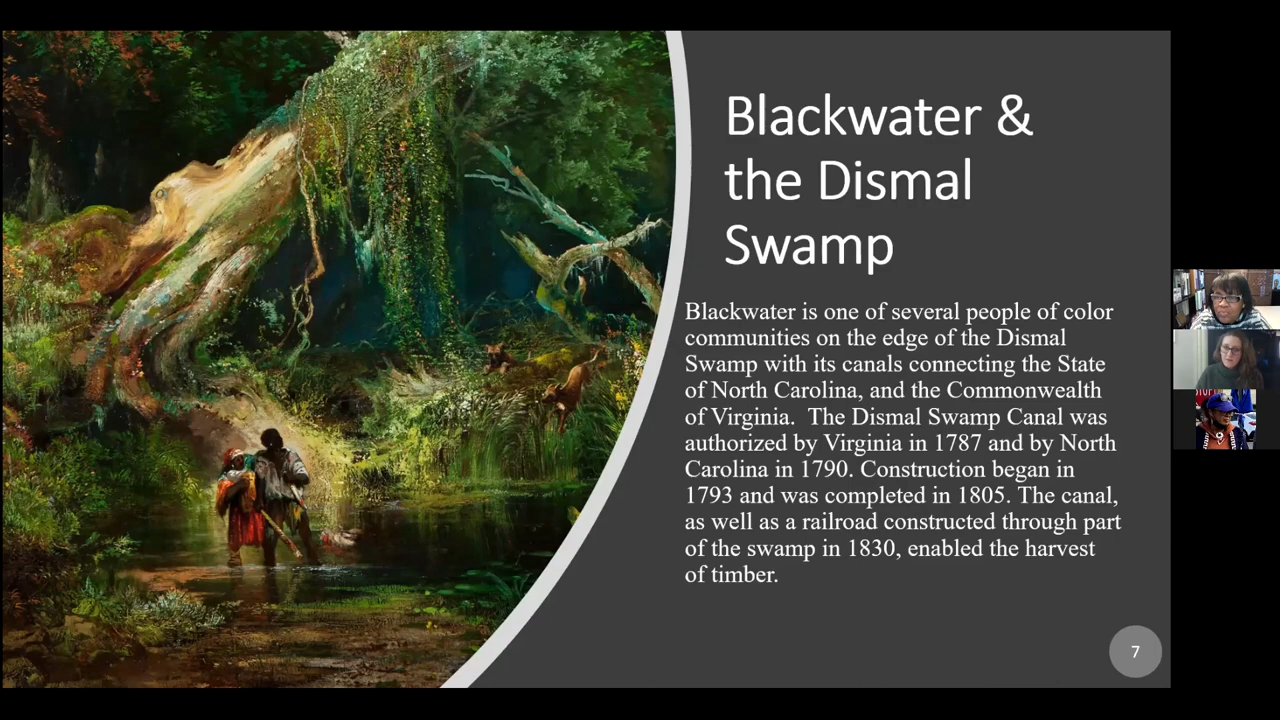 Blackwater &
the Dismal
Swamp
Blackwater is one of several people of color
communities on the edge of the Dismal
Swamp with its canals connecting the State
of North Carolina, and the Commonwealth
of Virginia.  The Dismal Swamp Canal was
authorized by Virginia in 1787 and by North
Carolina in 1790. Construction began in
1793 and was completed in 1805. The canal,
as well as a railroad constructed through part
of the swamp in 1830, enabled the harvest
of timber.
7